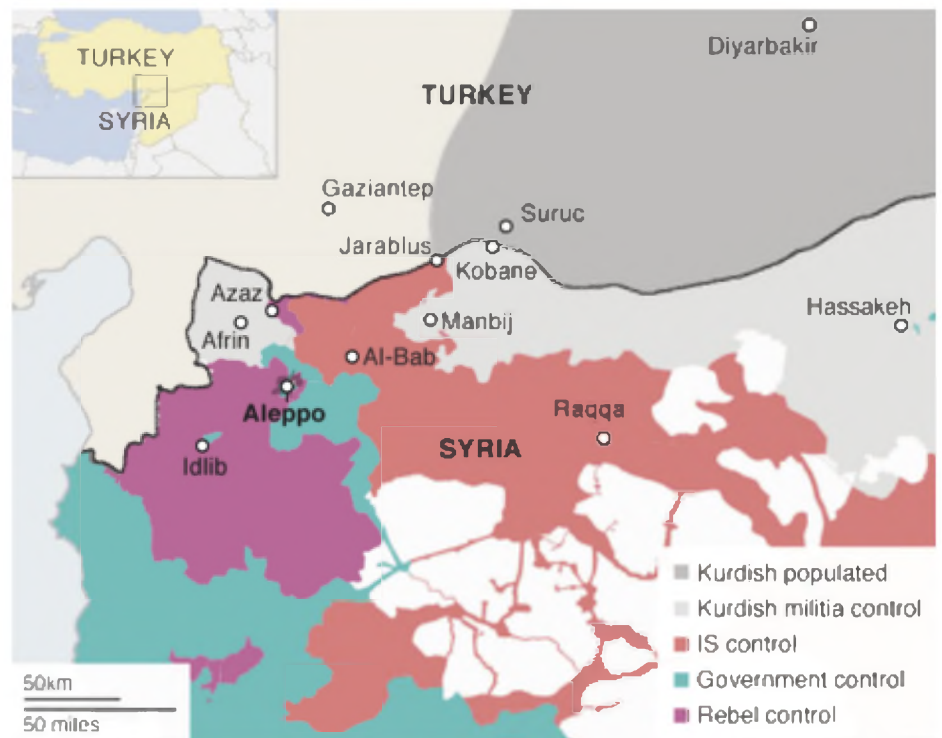 TURKEY
SYRIA
Diyarbakir
TURKEY
Gaziantep
Suruc
Jarablus
Kobane
Azaz
Hassakeh
Manbij
Afrin
Al-Bab
Aleppo
Raqqa
SYRIA
Idlib
Kurdish populated
Kurdish militia control
IS control
Government control
Rebel control
50km
50 miles